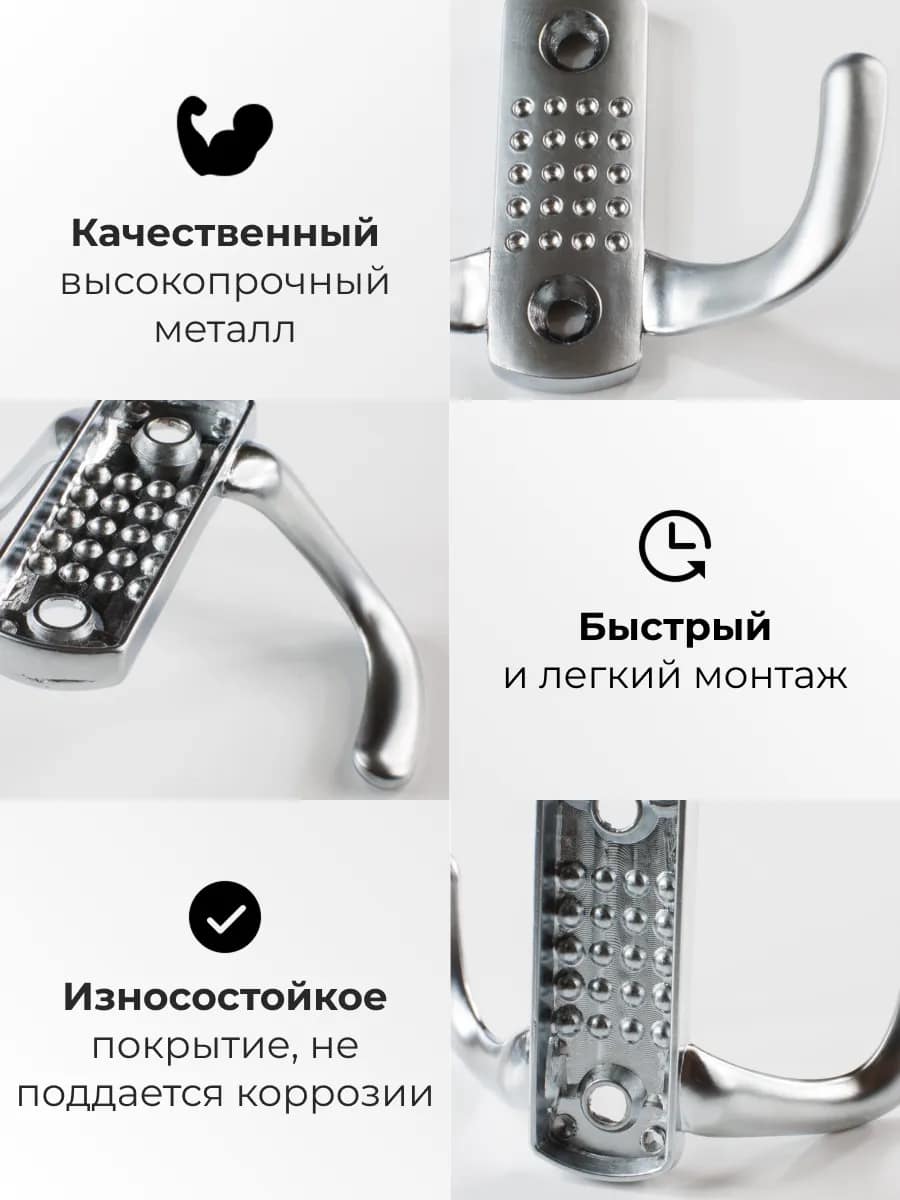 Качественный
высокопрочный
металл
Быстрый
и легкий монтаж
Износостойкое
покрытие, не
поддается коррозии